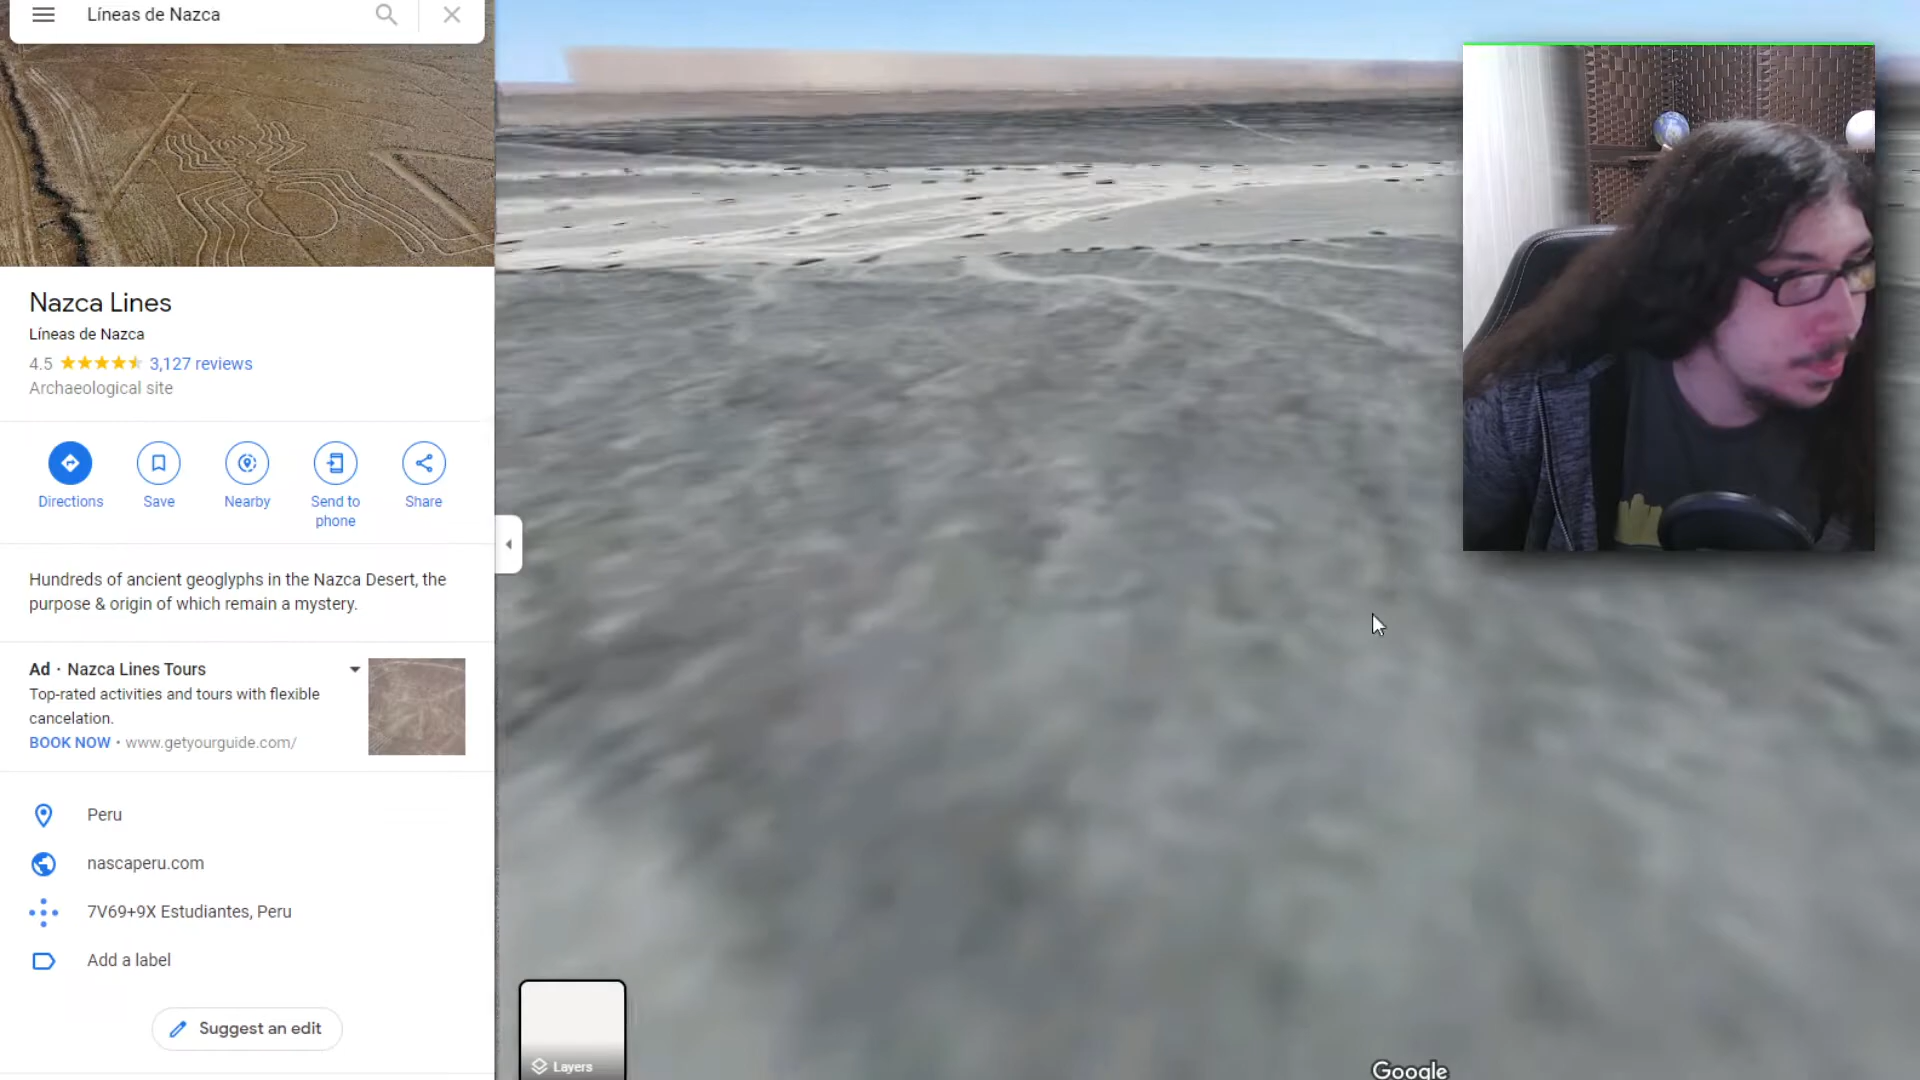 Líneas de Nazca
Nazca Lines
Líneas de Nazca
4.5 3,127 reviews
Archaeological site
Directions
Save
Nearby
Send to
phone
Share
Hundreds of ancient geoglyphs in the Nazca Desert, the
purpose & origin of which remain a mystery.
Ad · Nazca Lines Tours
Top-rated activities and tours with flexible
cancelation.
BOOK NOW • www.getyourguide.com/
Peru
nascaperu.com
7V69+9X Estudiantes, Peru
Add a label
Suggest an edit
Layers
Google